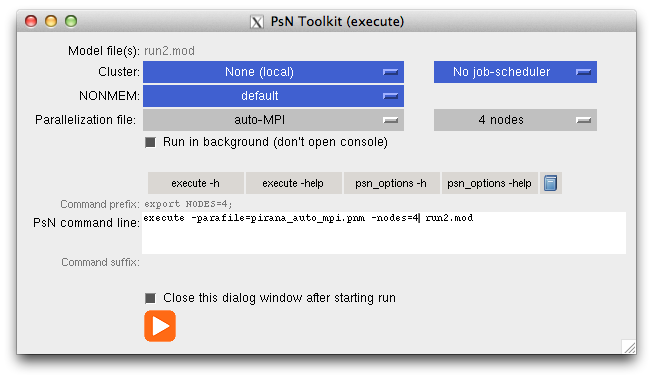 PsN Toolkit (execute)
Model file(s): run2.mod
Cluster: None (local) No job-scheduler
NONMEM: default
Parallelization file: auto-MPI 4 nodes
Run in background (don't open console)
execute -h execute -help psn_options -h psn_options -help
Command prefix: export NODES=4;
PsN command line: execute -parafile=pirana_auto_mpi.pnm -nodes=4 run2.mod
Command suffix:
Close this dialog window after starting run